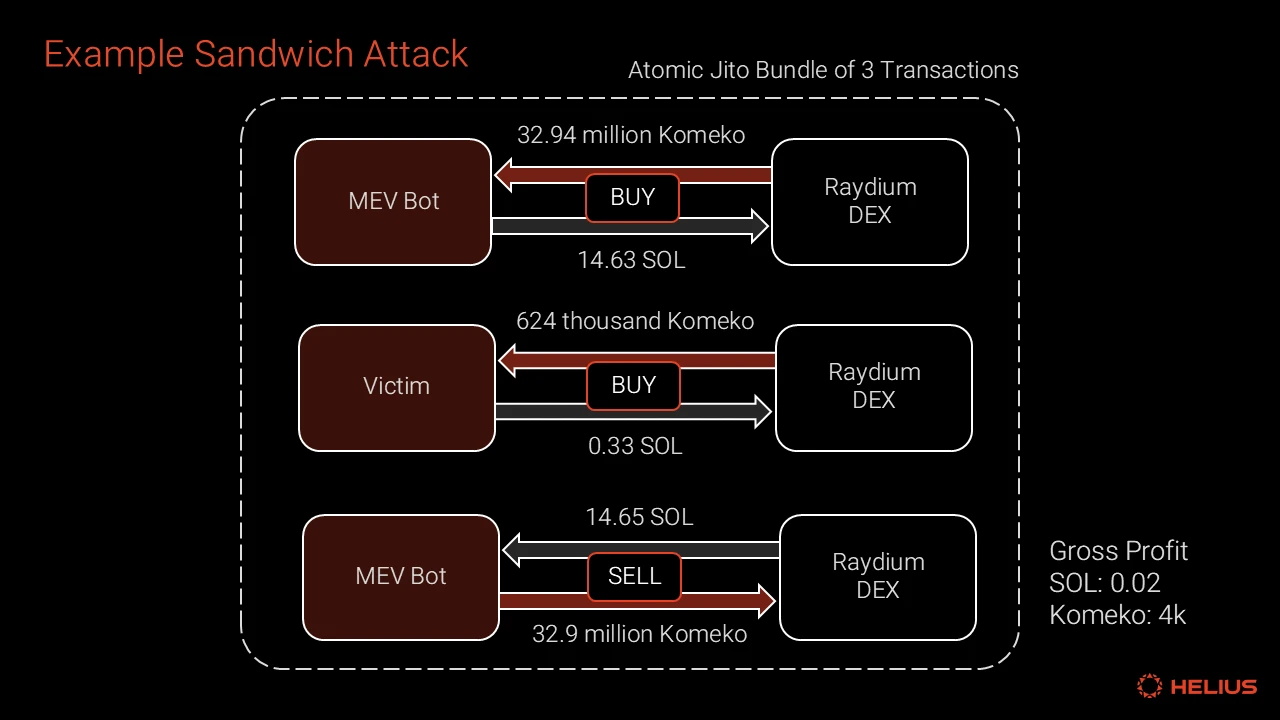 Example Sandwich Attack
Atomic Jito Bundle of 3 Transactions
32.94 million Komeko
MEV Bot
BUY
Raydium
DEX
14.63 SOL
624 thousand Komeko
Victim
BUY
Raydium
DEX
0.33 SOL
14.65 SOL
MEV Bot
SELL
Raydium
DEX
32.9 million Komeko
Gross Profit
SOL: 0.02
Komeko: 4k
HELIUS